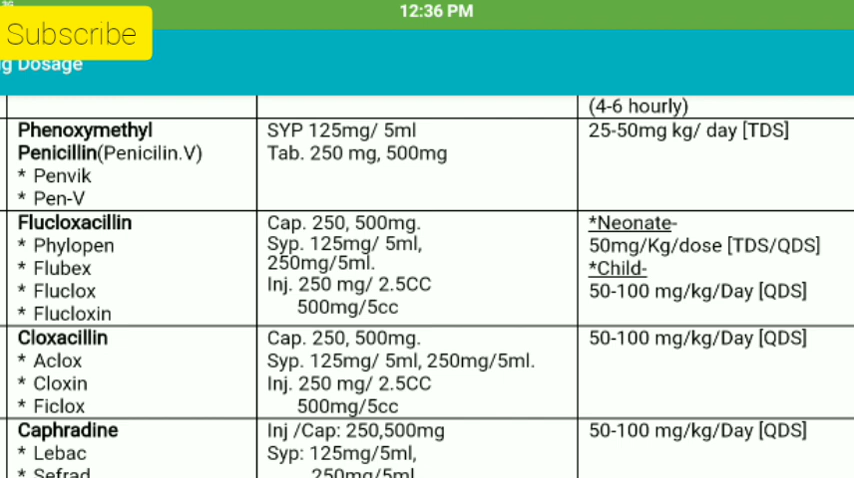 36
12:36 PM
Subscribe
g Dosage
(4-6 hourly)
Phenoxymethyl
Penicillin(Penicilin.V)
* Penvik
* Pen-V
SYP 125mg/ 5ml
Tab. 250 mg, 500mg
25-50mg kg/ day [TDS]
Flucloxacillin
* Phylopen
* Flubex
* Fluclox
* Flucloxin
Cap. 250, 500mg.
Syp. 125mg/ 5ml,
250mg/5ml.
Inj. 250 mg/ 2.5CC
500mg/5cc
*Neonate-
50mg/Kg/dose [TDS/QDS]
*Child-
50-100 mg/kg/Day [QDS]
Cloxacillin
* Aclox
* Cloxin
* Ficlox
Cap. 250, 500mg.
Syp. 125mg/ 5ml, 250mg/5ml.
Inj. 250 mg/ 2.5CC
500mg/5cc
50-100 mg/kg/Day [QDS]
Caphradine
* Lebac
* Sefrad
Inj /Cap: 250,500mg
Syp: 125mg/5ml,
250mg/5ml
50-100 mg/kg/Day [QDS]